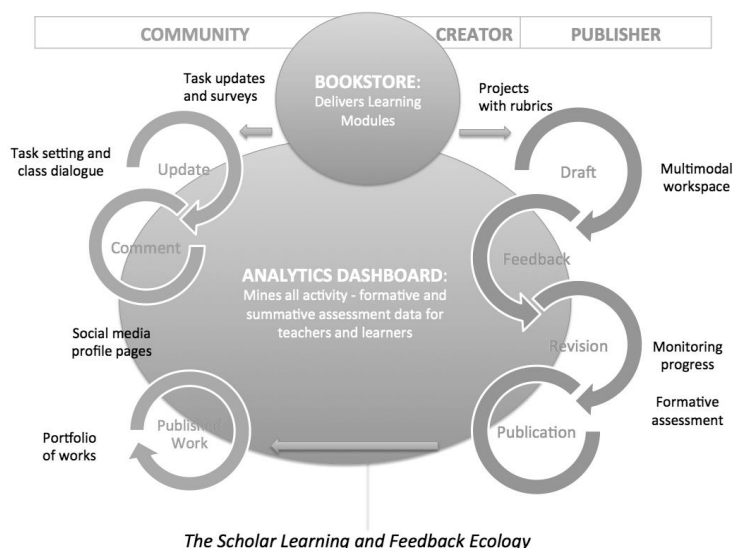 COMMUNITY
CREATOR
PUBLISHER
BOOKSTORE:
Delivers Learning
Modules
Task updates
and surveys
Projects
with rubrics
Task setting and
class dialogue
Update
Draft
Multimodal
workspace
Comment
Feedback
ANALYTICS DASHBOARD:
Mines all activity - formative and
summative assessment data for
teachers and learners
Social media
profile pages
Revision
Monitoring
progress
Formative
assessment
Portfolio
of works
Published
Work
Publication
The Scholar Learning and Feedback Ecology